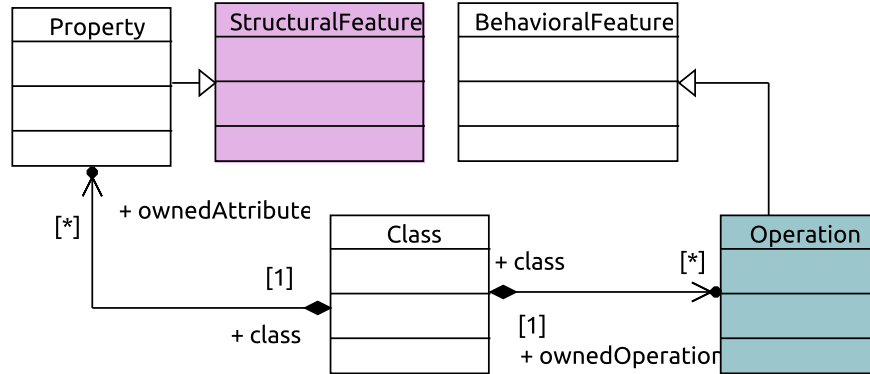 Property
StructuralFeature
BehavioralFeature
+ ownedAttribute
[*]
Class
Operation
+ class
[*]
[1]
+ class
[1]
+ ownedOperation